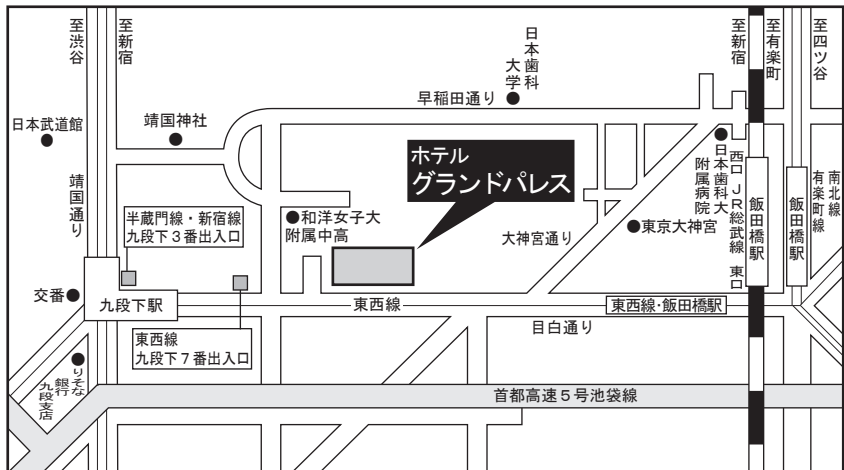 至渋谷
至新宿
日本歯科
大学
至新宿
至有楽町
至四ツ谷
早稲田通り
日本武道館
靖国神社
ホテル
グランドパレス
日本歯科大
附属病院
西口 JR総武線 東口
飯田橋駅
飯田橋駅
南北線
有楽町線
靖国通り
半蔵門線・新宿線
九段下3番出入口
和洋女子大
附属中高
大神宮通り
東京大神宮
交番
九段下駅
東西線
東西線・飯田橋駅
目白通り
東西線
九段下7番出入口
りそな
銀行
九段支店
首都高速5号池袋線